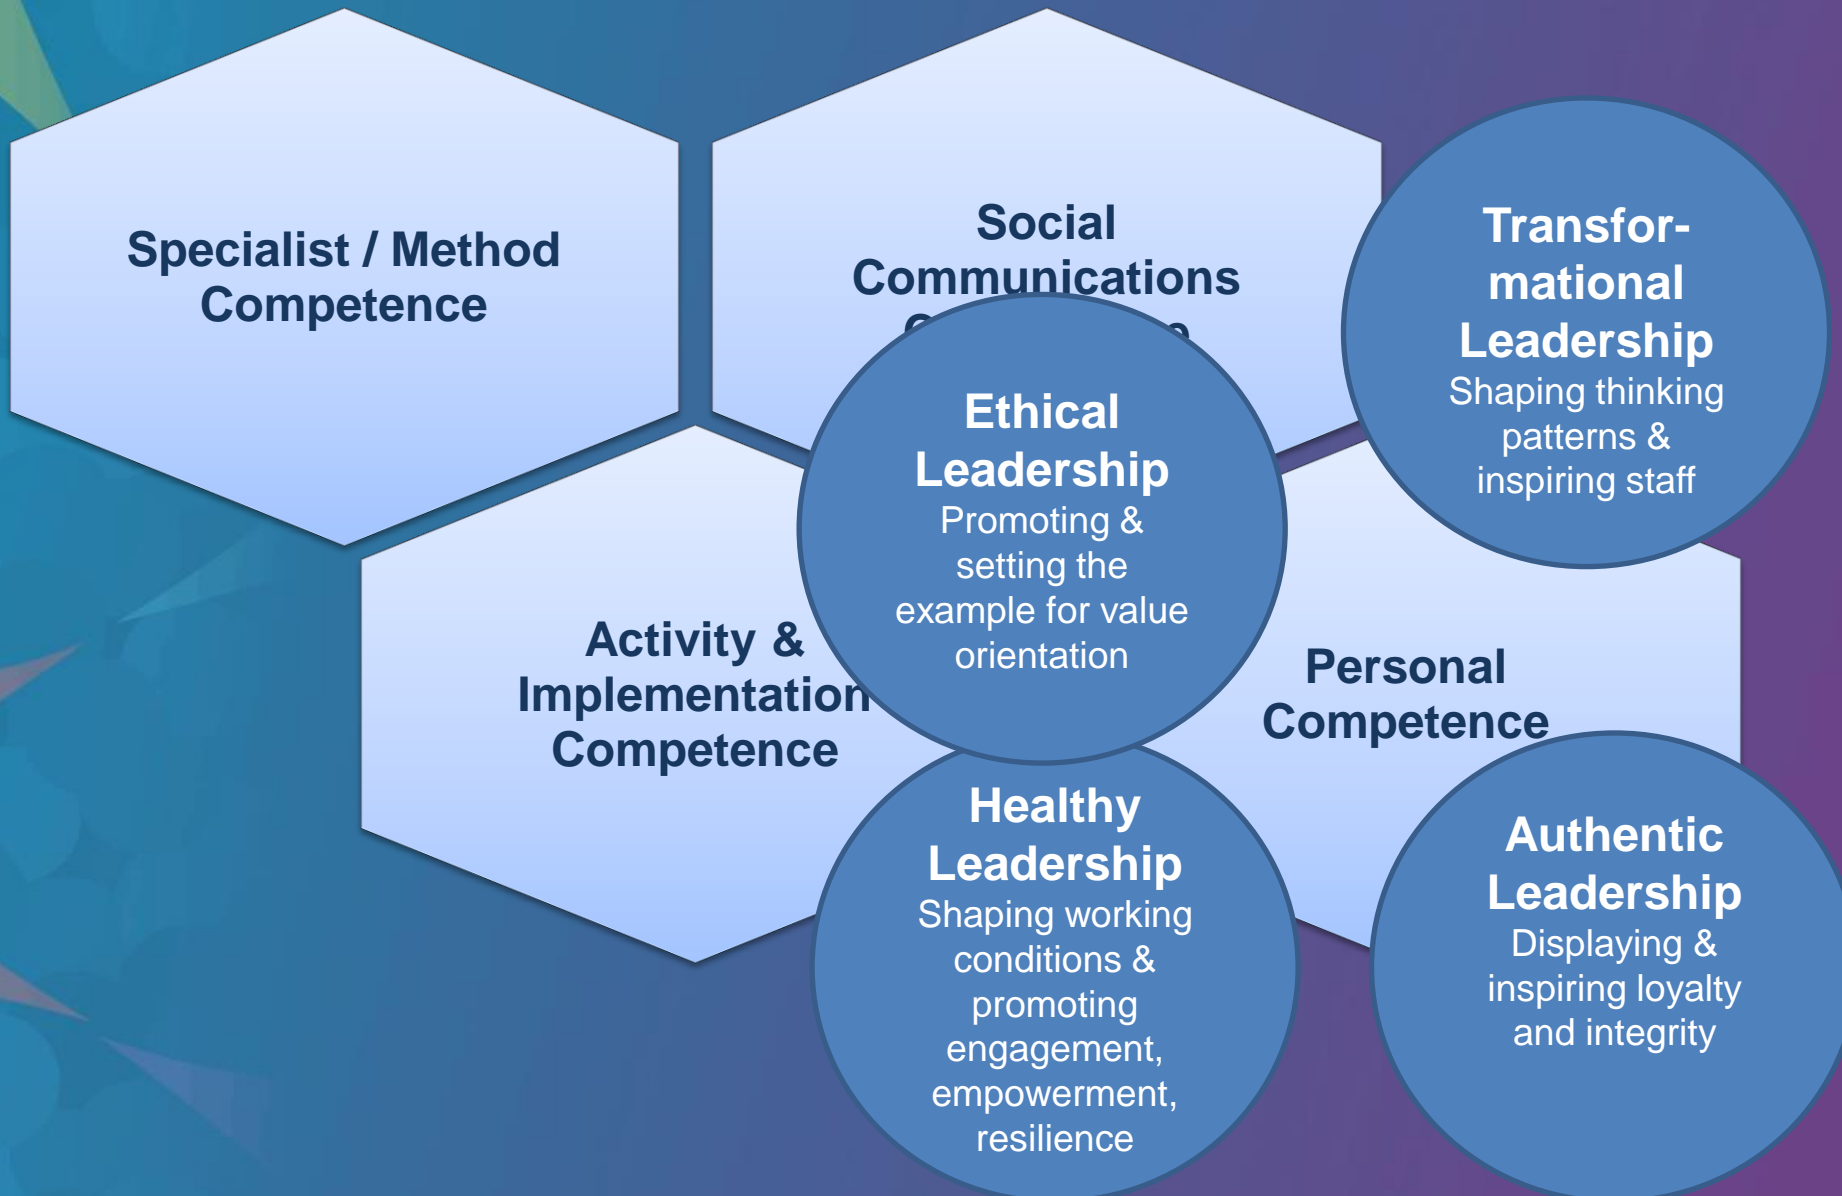 Specialist / Method
Competence
Social
Communications
Transfor-
mational
Leadership
Shaping thinking
patterns &
inspiring staff
Ethical
Leadership
Promoting &
setting the
example for value
orientation
Activity &
Implementation
Competence
Personal
Competence
Healthy
Leadership
Shaping working
conditions &
promoting
engagement,
empowerment,
resilience
Authentic
Leadership
Displaying &
inspiring loyalty
and integrity